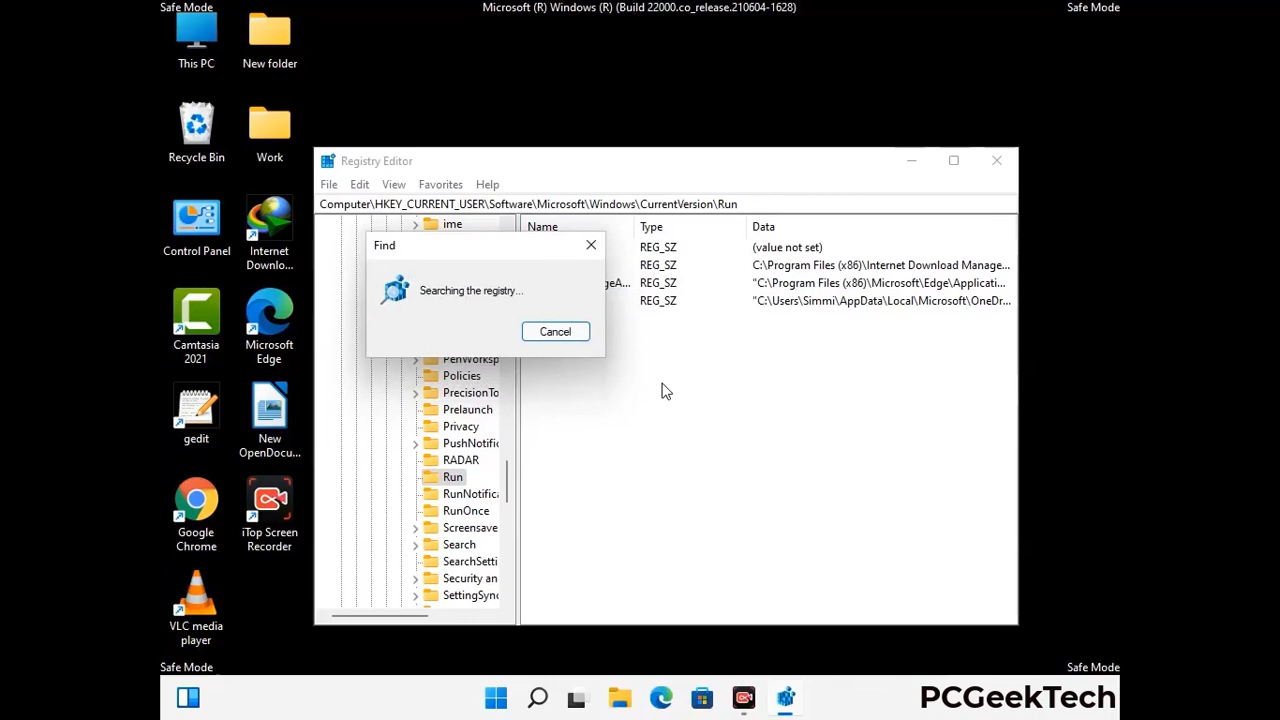 Safe Mode
Microsoft (R) Windows (R) (Build 22000.co_release.210604-1628)
Safe Mode
This PC
New folder
Recycle Bin
Work
Control Panel
Internet
Downlo...
Camtasia
2021
Microsoft
Edge
gedit
New
OpenDocu...
Google
Chrome
iTop Screen
Recorder
VLC media
player
Registry Editor
File Edit View Favorites Help
Computer\HKEY_CURRENT_USER\Software\Microsoft\Windows\CurrentVersion\Run
ime
Find
Searching the registry...
Cancel
PenWorksp
Policies
PrecisionTo
Prelaunch
Privacy
PushNotific
RADAR
Run
RunNotifica
RunOnce
Screensave
Search
SearchSetti
Security an
SettingSync
Name Type Data
REG_SZ (value not set)
REG_SZ C:\Program Files (x86)\Internet Download Manage...
geA... REG_SZ "C:\Program Files (x86)\Microsoft\Edge\Applicati...
REG_SZ "C:\Users\Simmi\AppData\Local\Microsoft\OneDr...
Safe Mode
Safe Mode
PCGeekTech